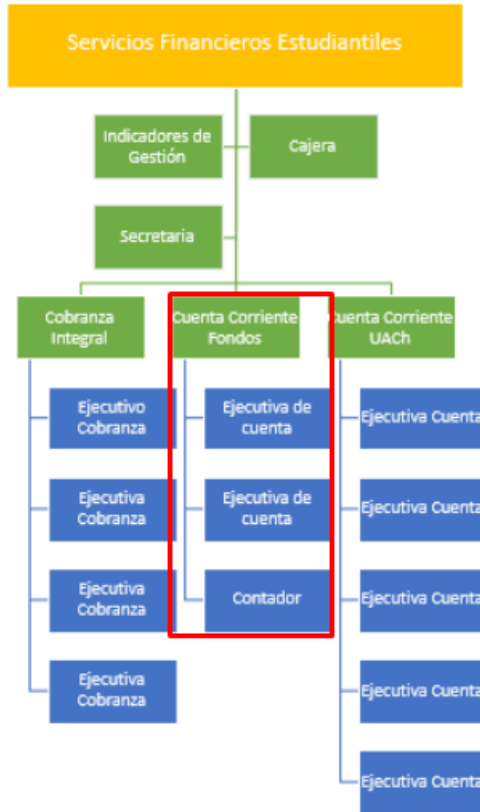 Servicios Financieros Estudiantiles
Indicadores de
Gestión
Cajera
Secretaria
Cobranza
Integral
Cuenta Corriente
Fondos
Cuenta Corriente
UACh
Ejecutivo
Cobranza
Ejecutiva
Cobranza
Ejecutiva
Cobranza
Ejecutiva
Cobranza
Ejecutiva de
cuenta
Ejecutiva de
cuenta
Contador
Ejecutiva Cuenta
Ejecutiva Cuenta
Ejecutiva Cuenta
Ejecutiva Cuenta
Ejecutiva Cuenta